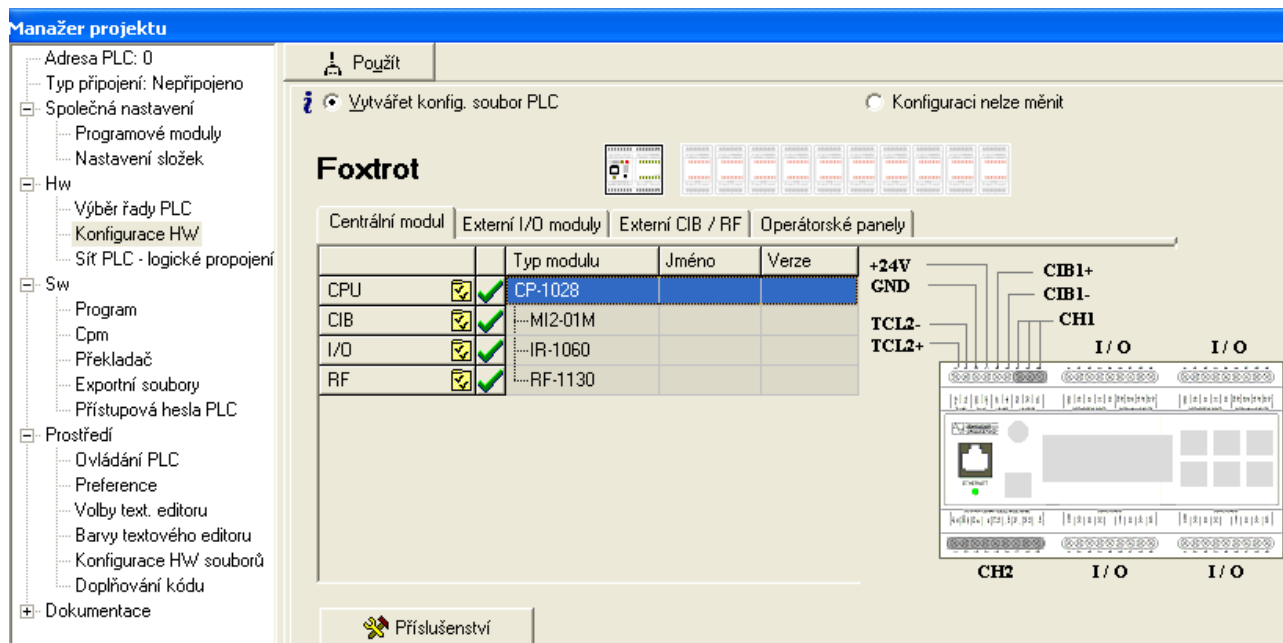 Manažer projektu
Adresa PLC: 0
Typ připojení: Nepřipojeno
Společná nastavení
Programové moduly
Nastavení složek
Hw
Výběr řady PLC
Konfigurace HW
Síť PLC - logické propojení
Sw
Program
Cpm
Překladač
Exportní soubory
Přístupová hesla PLC
Prostředí
Ovládání PLC
Preference
Volby text. editoru
Barvy textového editoru
Konfigurace HW souborů
Doplňování kódu
Dokumentace
Použít
Vytvářet konfig. soubor PLC
Konfiguraci nelze měnit
Foxtrot
Centrální modul
Externí I/O moduly
Externí CIB / RF
Operátorské panely
Typ modulu Jméno Verze
CPU CP-1028
CIB MI2-01M
I/O IR-1060
RF RF-1130
+24V
GND
TCL2-
TCL2+
CIB1+
CIB1-
CH1
I / O I / O
ETHERNET
CH2 I / O I / O
Příslušenství